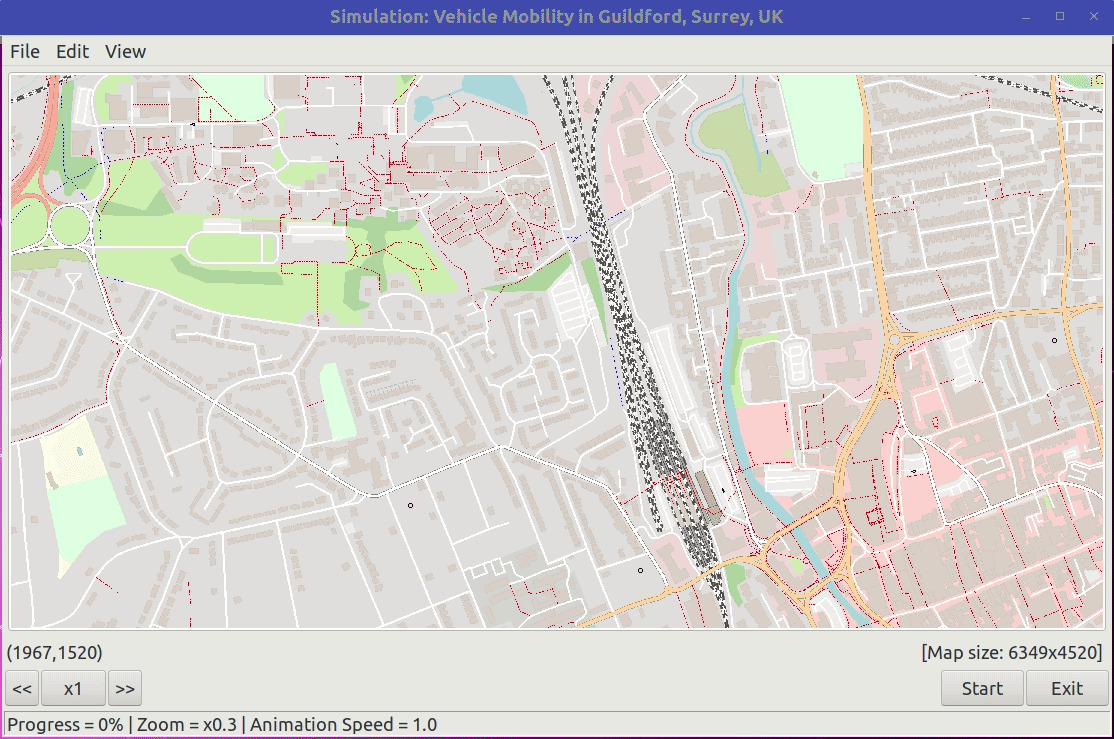 Simulation: Vehicle Mobility in Guildford, Surrey, UK
File Edit View
(1967,1520) [Map size: 6349x4520]
<< x1 >> Start Exit
Progress = 0% | Zoom = x0.3 | Animation Speed = 1.0